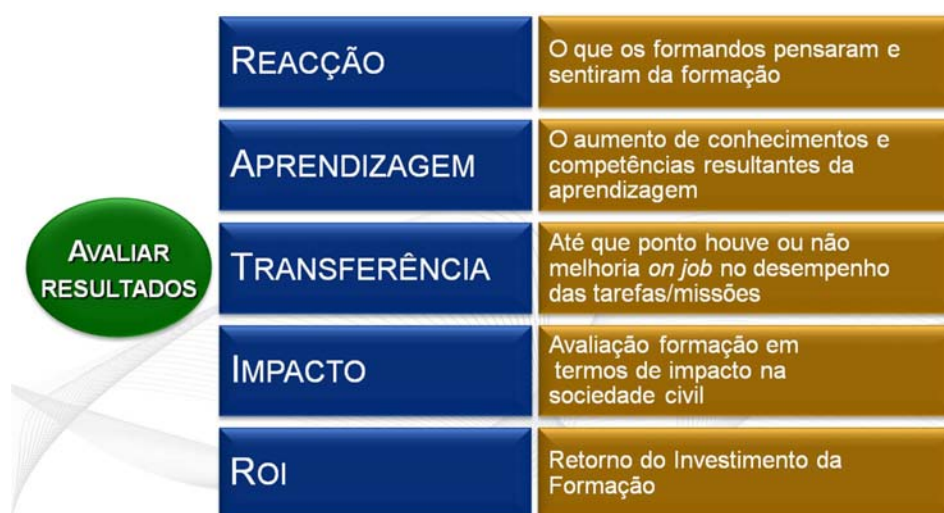 AVALIAR
RESULTADOS
REACÇÃO
O que os formandos pensaram e
sentiram da formação
APRENDIZAGEM
O aumento de conhecimentos e
competências resultantes da
aprendizagem
TRANSFERÊNCIA
Até que ponto houve ou não
melhoria on job no desempenho
das tarefas/missões
IMPACTO
Avaliação formação em
termos de impacto na
sociedade civil
ROI
Retorno do Investimento da
Formação